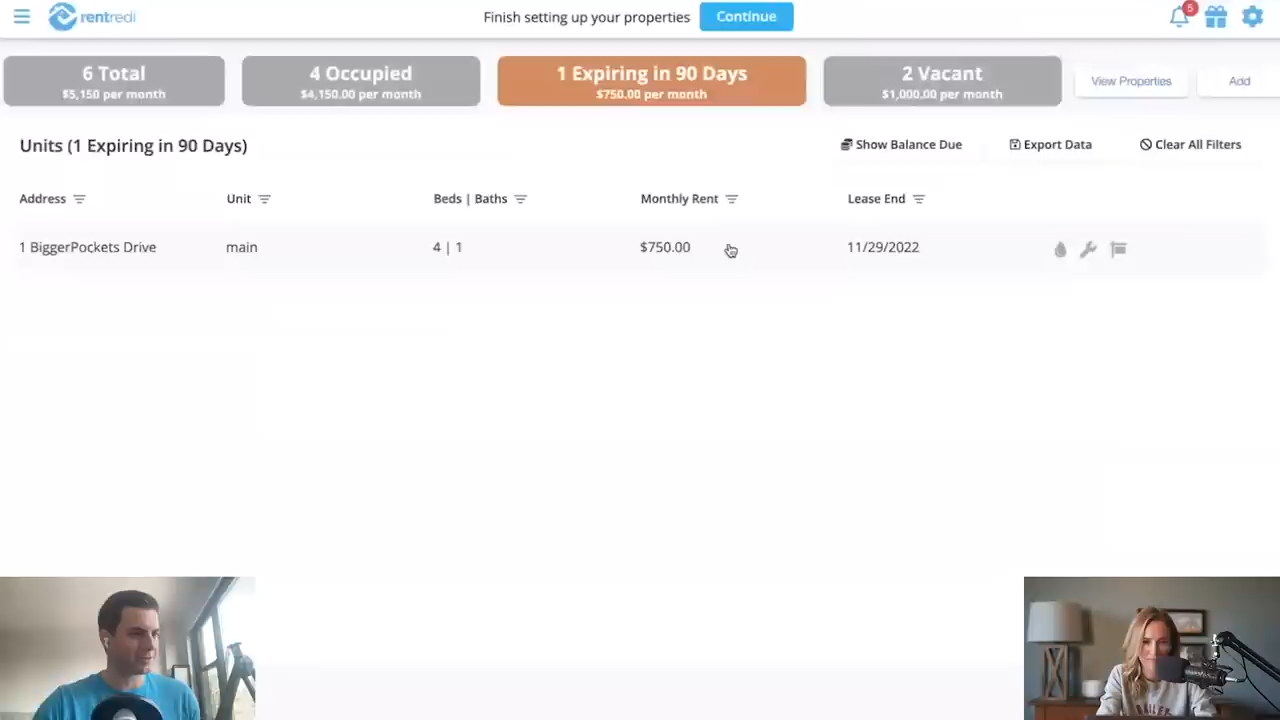 rentredi
Finish setting up your properties
Continue
5
6 Total
$5,150 per month
4 Occupied
$4,150.00 per month
1 Expiring in 90 Days
$750.00 per month
2 Vacant
$1,000.00 per month
View Properties
Add
Units (1 Expiring in 90 Days)
Show Balance Due
Export Data
Clear All Filters
Address
Unit
Beds | Baths
Monthly Rent
Lease End
1 BiggerPockets Drive
main
4 | 1
$750.00
11/29/2022